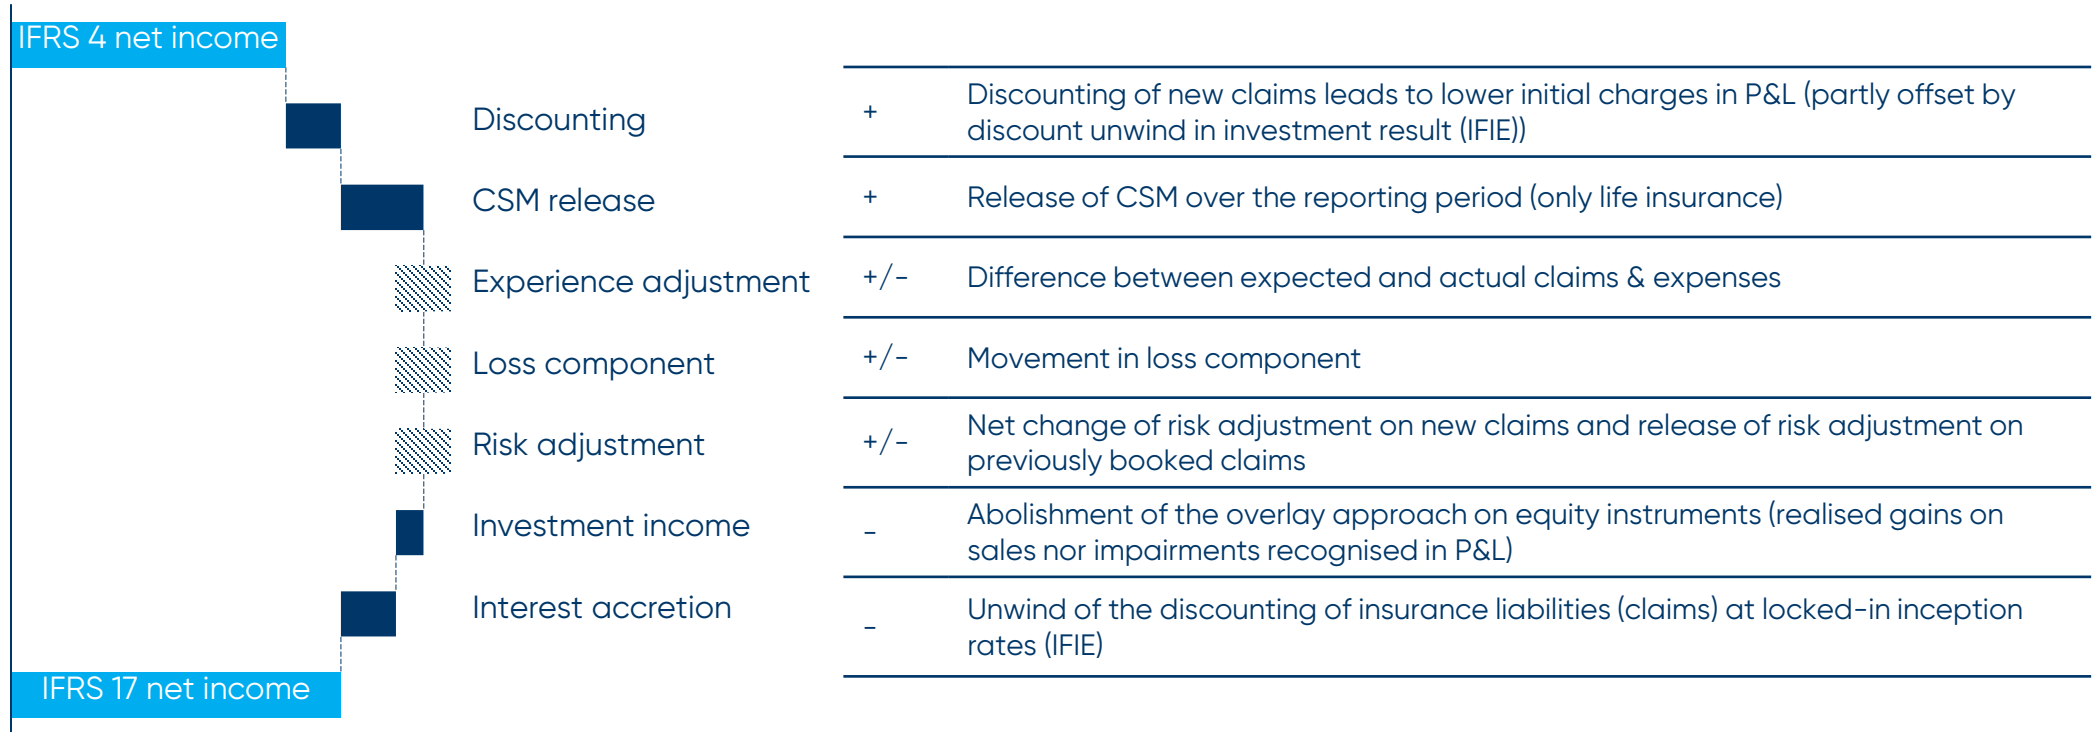 IFRS 4 net income
Discounting
+
Discounting of new claims leads to lower initial charges in P&L (partly offset by
discount unwind in investment result (IFIE))
CSM release
+
Release of CSM over the reporting period (only life insurance)
Experience adjustment
+/-
Difference between expected and actual claims & expenses
Loss component
+/-
Movement in loss component
Risk adjustment
+/-
Net change of risk adjustment on new claims and release of risk adjustment on
previously booked claims
Investment income
-
Abolishment of the overlay approach on equity instruments (realised gains on
sales nor impairments recognised in P&L)
Interest accretion
-
Unwind of the discounting of insurance liabilities (claims) at locked-in inception
rates (IFIE)
IFRS 17 net income